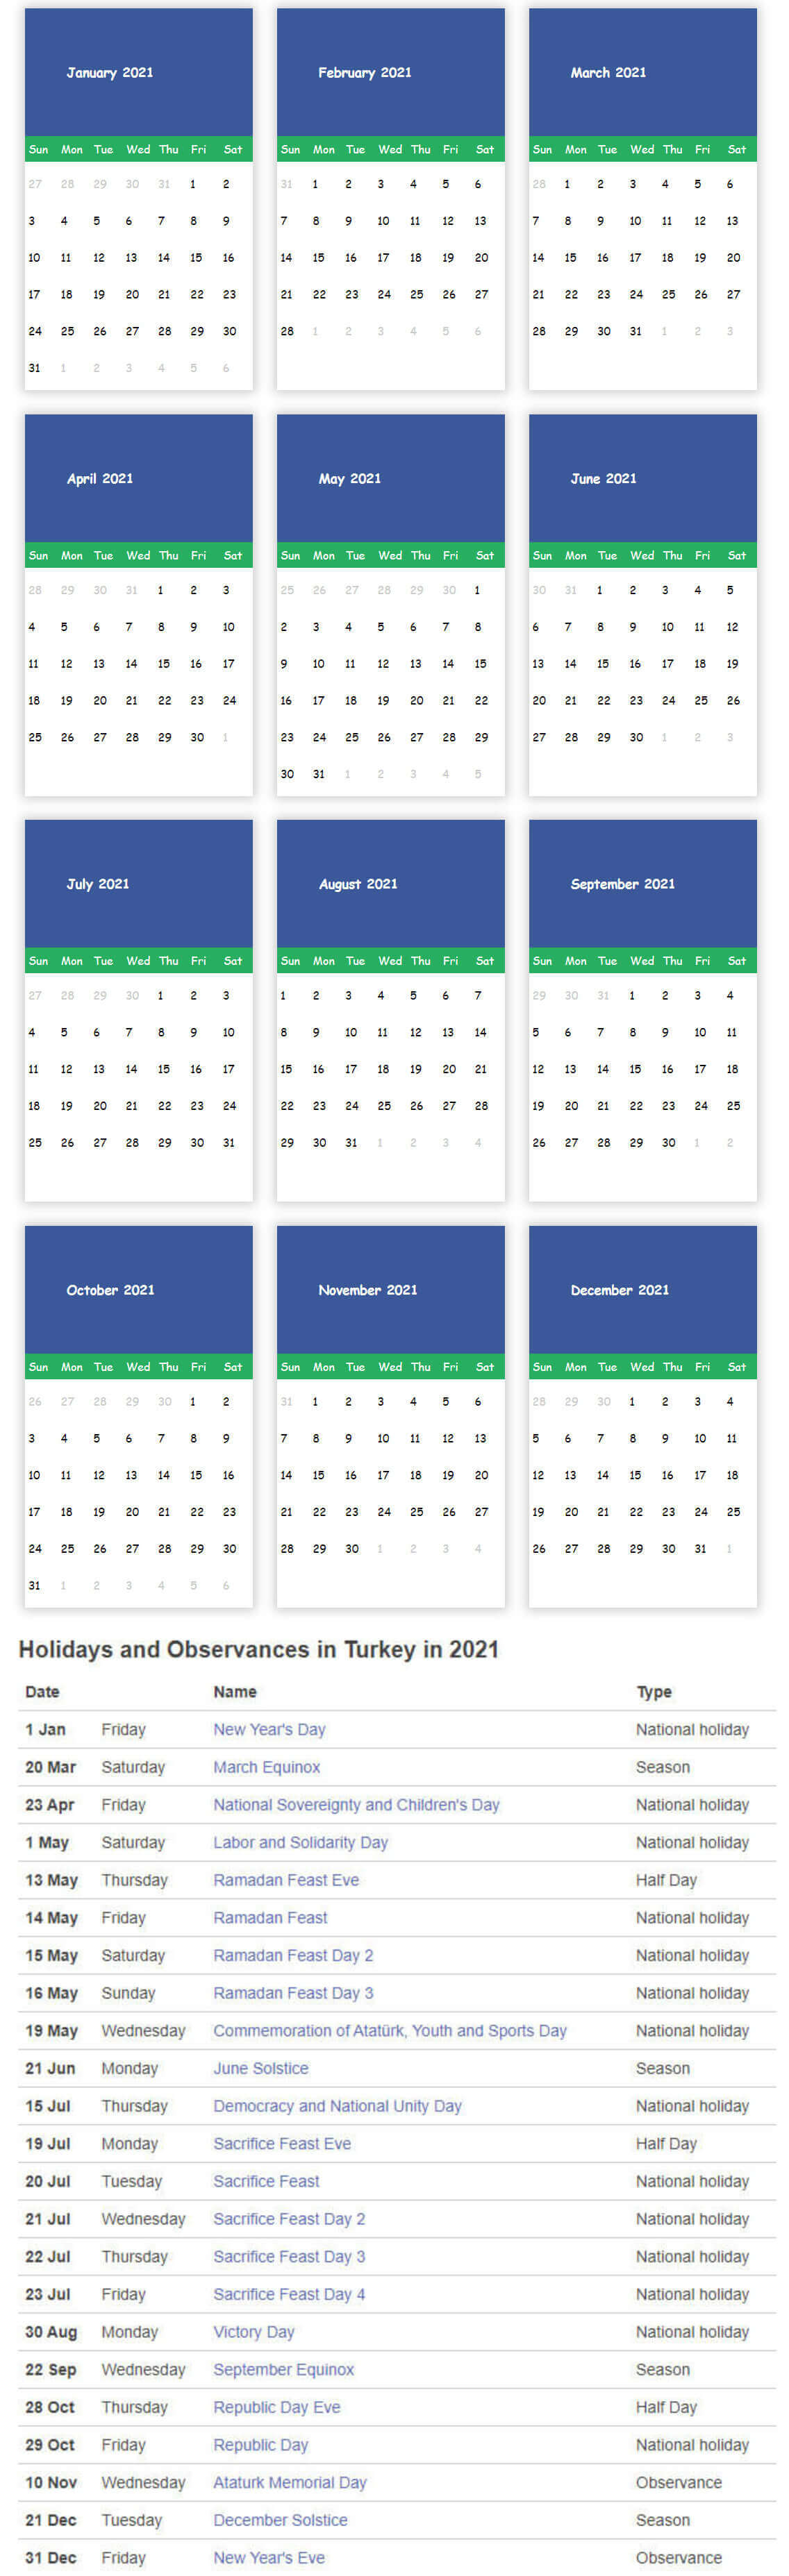 January 2021
Sun Mon Tue Wed Thu Fri Sat
27 28 29 30 31 1 2
3 4 5 6 7 8 9
10 11 12 13 14 15 16
17 18 19 20 21 22 23
24 25 26 27 28 29 30
31 1 2 3 4 5 6
February 2021
Sun Mon Tue Wed Thu Fri Sat
31 1 2 3 4 5 6
7 8 9 10 11 12 13
14 15 16 17 18 19 20
21 22 23 24 25 26 27
28 1 2 3 4 5 6
March 2021
Sun Mon Tue Wed Thu Fri Sat
28 1 2 3 4 5 6
7 8 9 10 11 12 13
14 15 16 17 18 19 20
21 22 23 24 25 26 27
28 29 30 31 1 2 3
April 2021
Sun Mon Tue Wed Thu Fri Sat
28 29 30 31 1 2 3
4 5 6 7 8 9 10
11 12 13 14 15 16 17
18 19 20 21 22 23 24
25 26 27 28 29 30 1
May 2021
Sun Mon Tue Wed Thu Fri Sat
25 26 27 28 29 30 1
2 3 4 5 6 7 8
9 10 11 12 13 14 15
16 17 18 19 20 21 22
23 24 25 26 27 28 29
30 31 1 2 3 4 5
June 2021
Sun Mon Tue Wed Thu Fri Sat
30 31 1 2 3 4 5
6 7 8 9 10 11 12
13 14 15 16 17 18 19
20 21 22 23 24 25 26
27 28 29 30 1 2 3
July 2021
Sun Mon Tue Wed Thu Fri Sat
27 28 29 30 1 2 3
4 5 6 7 8 9 10
11 12 13 14 15 16 17
18 19 20 21 22 23 24
25 26 27 28 29 30 31
August 2021
Sun Mon Tue Wed Thu Fri Sat
1 2 3 4 5 6 7
8 9 10 11 12 13 14
15 16 17 18 19 20 21
22 23 24 25 26 27 28
29 30 31 1 2 3 4
September 2021
Sun Mon Tue Wed Thu Fri Sat
29 30 31 1 2 3 4
5 6 7 8 9 10 11
12 13 14 15 16 17 18
19 20 21 22 23 24 25
26 27 28 29 30 1 2
October 2021
Sun Mon Tue Wed Thu Fri Sat
26 27 28 29 30 1 2
3 4 5 6 7 8 9
10 11 12 13 14 15 16
17 18 19 20 21 22 23
24 25 26 27 28 29 30
31 1 2 3 4 5 6
November 2021
Sun Mon Tue Wed Thu Fri Sat
31 1 2 3 4 5 6
7 8 9 10 11 12 13
14 15 16 17 18 19 20
21 22 23 24 25 26 27
28 29 30 1 2 3 4
December 2021
Sun Mon Tue Wed Thu Fri Sat
28 29 30 1 2 3 4
5 6 7 8 9 10 11
12 13 14 15 16 17 18
19 20 21 22 23 24 25
26 27 28 29 30 31 1
Holidays and Observances in Turkey in 2021
Date Name Type
1 Jan Friday New Year's Day National holiday
20 Mar Saturday March Equinox Season
23 Apr Friday National Sovereignty and Children's Day National holiday
1 May Saturday Labor and Solidarity Day National holiday
13 May Thursday Ramadan Feast Eve Half Day
14 May Friday Ramadan Feast National holiday
15 May Saturday Ramadan Feast Day 2 National holiday
16 May Sunday Ramadan Feast Day 3 National holiday
19 May Wednesday Commemoration of Atatürk, Youth and Sports Day National holiday
21 Jun Monday June Solstice Season
15 Jul Thursday Democracy and National Unity Day National holiday
19 Jul Monday Sacrifice Feast Eve Half Day
20 Jul Tuesday Sacrifice Feast National holiday
21 Jul Wednesday Sacrifice Feast Day 2 National holiday
22 Jul Thursday Sacrifice Feast Day 3 National holiday
23 Jul Friday Sacrifice Feast Day 4 National holiday
30 Aug Monday Victory Day National holiday
22 Sep Wednesday September Equinox Season
28 Oct Thursday Republic Day Eve Half Day
29 Oct Friday Republic Day National holiday
10 Nov Wednesday Ataturk Memorial Day Observance
21 Dec Tuesday December Solstice Season
31 Dec Friday New Year's Eve Observance